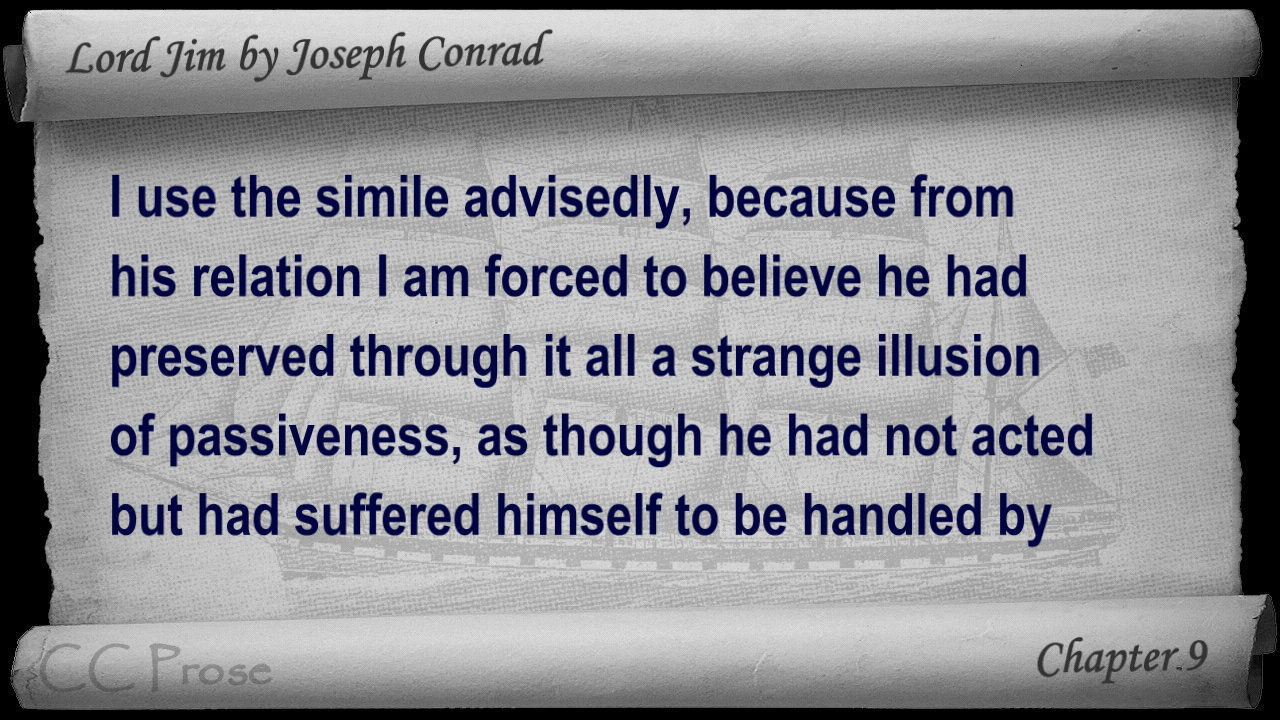 Lord Jim by Joseph Conrad
I use the simile advisedly, because from
his relation I am forced to believe he had
preserved through it all a strange illusion
of passiveness, as though he had not acted
but had suffered himself to be handled by
CC Prose
Chapter.9